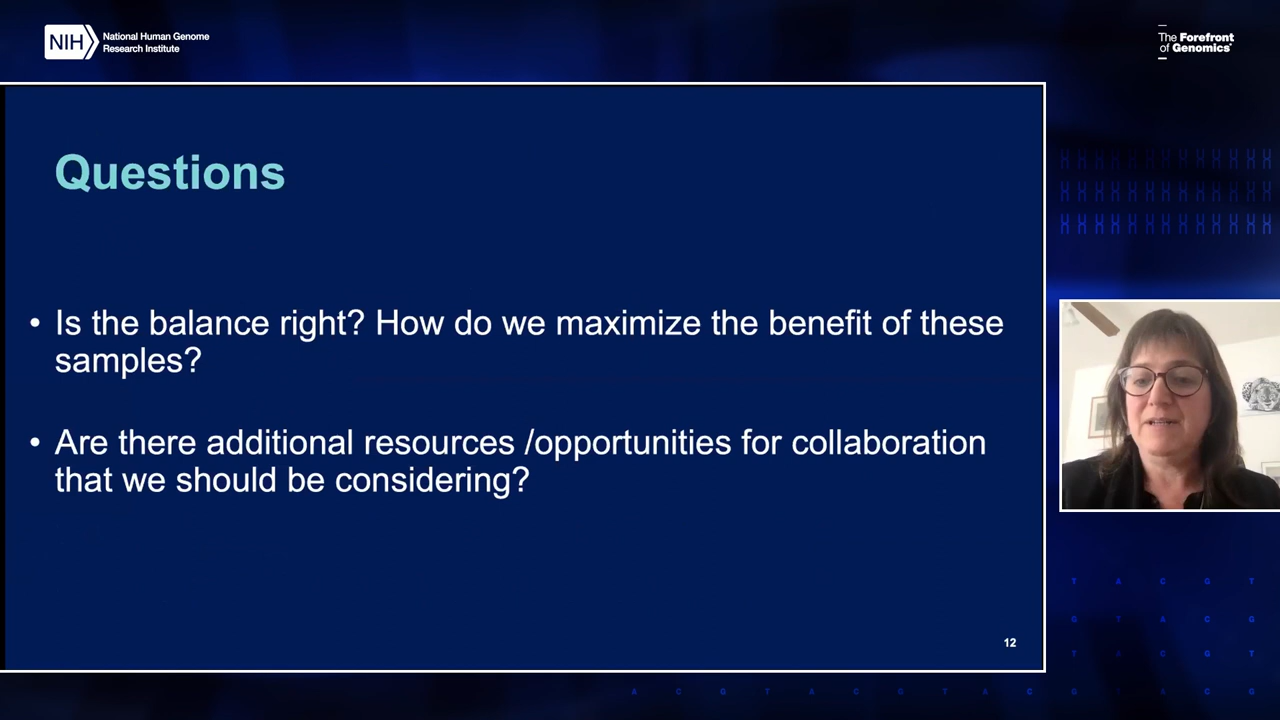 NIH
National Human Genome
Research Institute
The Forefront
of Genomics®
Questions
• Is the balance right? How do we maximize the benefit of these
samples?
• Are there additional resources /opportunities for collaboration
that we should be considering?
12
T A C G T
G T A C G
T T A C G T
A C G T A C G T A C G T A C G